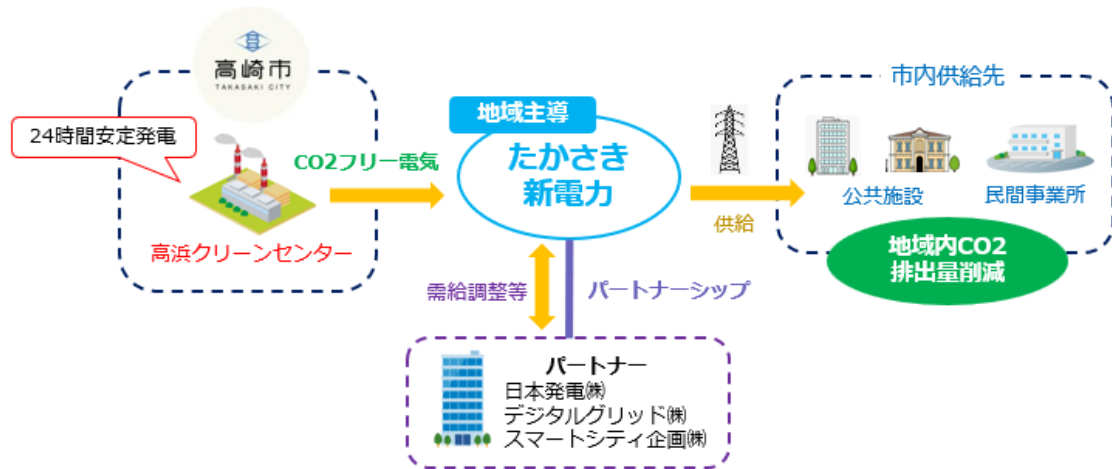 高崎市
TAKASAKI CITY
24時間安定発電
高浜クリーンセンター
CO2フリー電気
地域主導
たかさき
新電力
供給
市内供給先
公共施設
民間事業所
地域内CO2
排出量削減
需給調整等
パートナーシップ
パートナー
日本発電㈱
デジタルグリッド㈱
スマートシティ企画㈱